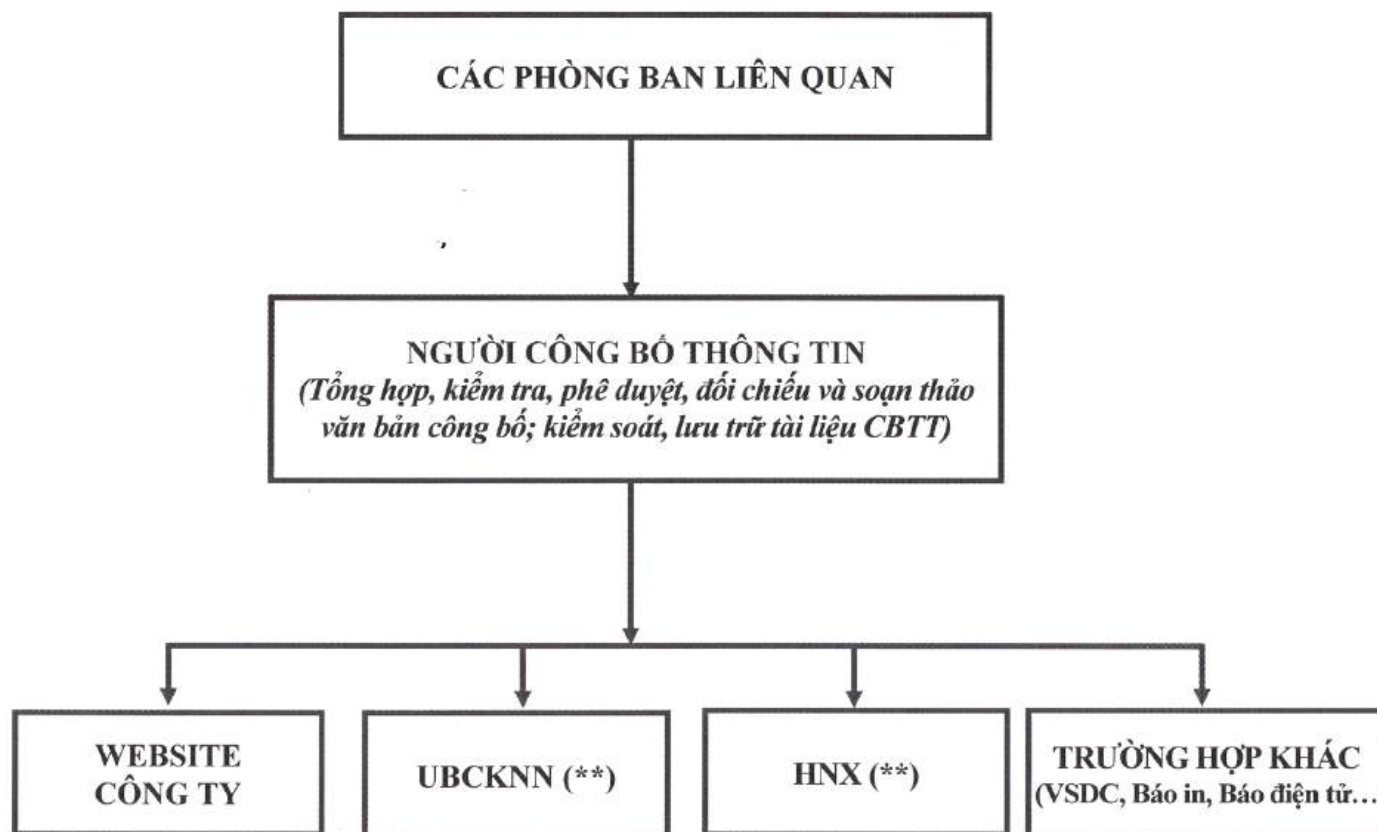 CÁC PHÒNG BAN LIÊN QUAN
NGƯỜI CÔNG BỐ THÔNG TIN
(Tổng hợp, kiểm tra, phê duyệt, đối chiếu và soạn thảo
văn bản công bố; kiểm soát, lưu trữ tài liệu CBTT)
WEBSITE
CÔNG TY
UBCKNN (**)
HNX (**)
TRƯỜNG HỢP KHÁC
(VSDC, Báo in, Báo điện tử…